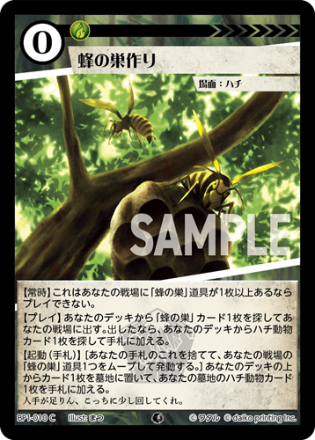 0
蜂の巣作り
場面：ハチ
SAMPLE
【常時】これはあなたの戦場に「蜂の巣」道具が1枚以上あるなら
プレイできない。
【プレイ】あなたのデッキから「蜂の巣」カード1枚を探してあな
たの戦場に出す。出したなら、あなたのデッキからハチ動物
カード1枚を探して手札に加える。
【起動（手札）】［あなたの手札のこれを捨てて、あなたの戦場の
「蜂の巣」道具1つをムーブして発動する。］あなたのデッキの上
からカード1枚を墓地に置いて、あなたの墓地のハチ動物カード
1枚を手札に加える。
人手が足りん、こっちに少し回してくれ。
BP1-010 C Illust: まつ © ワタル © daiko printing inc.